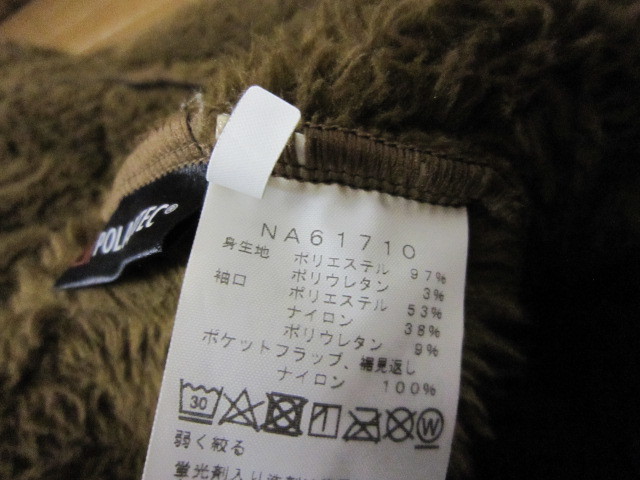 POLARTEC®
NA61710
身生地 ポリエステル 97%
ポリウレタン 3%
袖口 ポリエステル 53%
ナイロン 38%
ポリウレタン 9%
ポケットフラップ、裾見返し
ナイロン 100%
30 W
弱く絞る
蛍光剤入り洗剤は